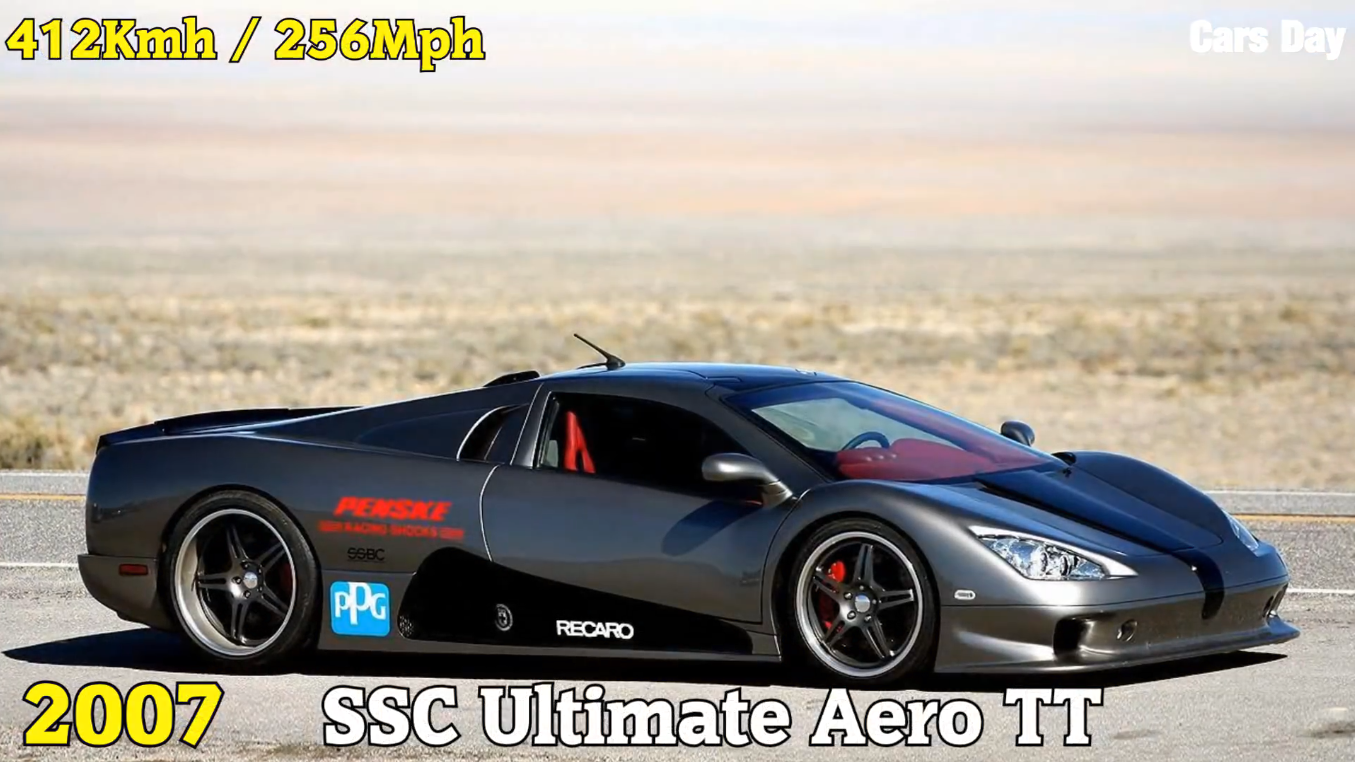 412Kmh / 256Mph
Cars Day
PENSKE
RACING SHOCKS
SSBC
PPG
RECARO
2007
SSC Ultimate Aero TT